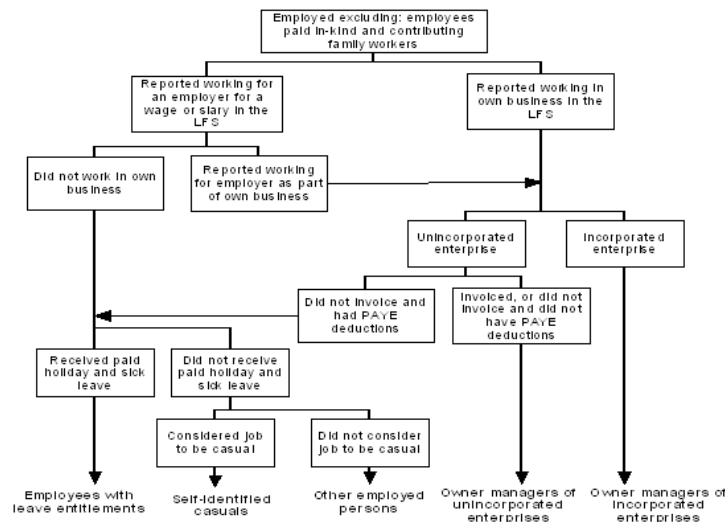 Employed excluding: employees
paid in-kind and contributing
family workers
Reported working for
an employer for a
wage or slary in the
LFS
Reported working in
own business in the
LFS
Did not work in own
business
Reported working
for employer as part
of own business
Unincorporated
enterprise
Incorporated
enterprise
Did not invoice and
had PAYE
deductions
Invoiced, or did not
invoice and did not
have PAYE
deductions
Received paid
holiday and sick
leave
Did not receive
paid holiday and
sick leave
Considered job
to be casual
Did not consider
job to be casual
Employees with
leave entitlements
Self-identified
casuals
Other employed
persons
Owner managers of
unincorporated
enterprises
Owner managers of
incorporated
enterprises